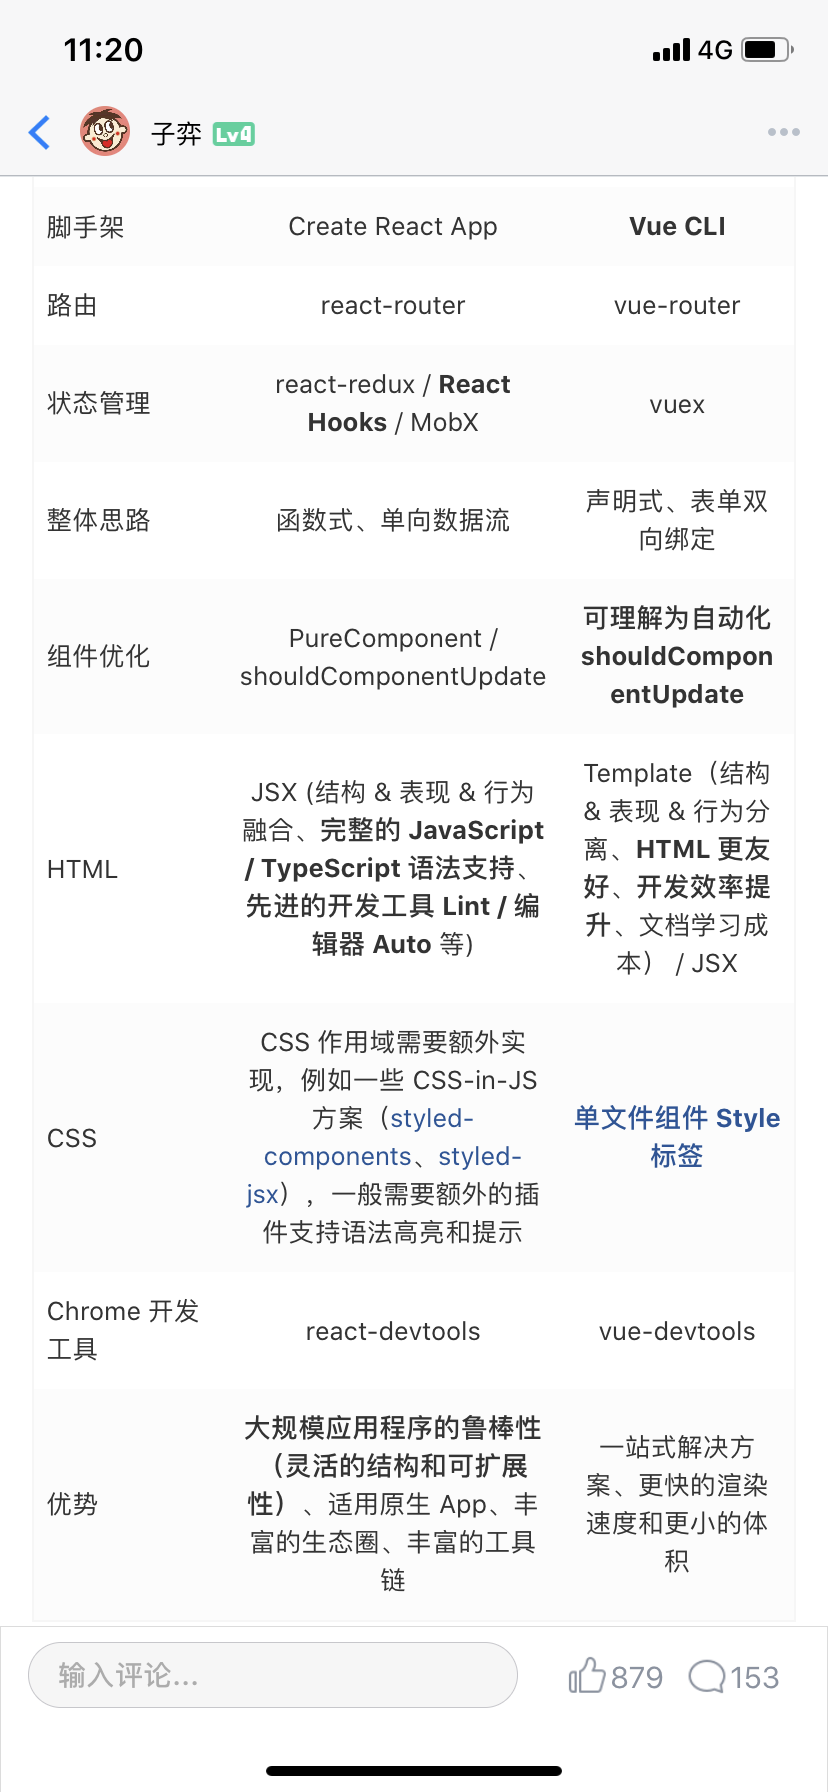 11:20
4G
子弈 Lv4
脚手架
Create React App
Vue CLI
路由
react-router
vue-router
状态管理
react-redux / React
Hooks / MobX
vuex
整体思路
函数式、单向数据流
声明式、表单双
向绑定
组件优化
PureComponent /
shouldComponentUpdate
可理解为自动化
shouldCompon
entUpdate
HTML
JSX (结构 & 表现 & 行为
融合、完整的 JavaScript
/ TypeScript 语法支持、
先进的开发工具 Lint / 编
辑器 Auto 等)
Template（结构
& 表现 & 行为分
离、HTML 更友
好、开发效率提
升、文档学习成
本） / JSX
CSS
CSS 作用域需要额外实
现，例如一些 CSS-in-JS
方案（styled-
components、styled-
jsx），一般需要额外的插
件支持语法高亮和提示
单文件组件 Style
标签
Chrome 开发
工具
react-devtools
vue-devtools
优势
大规模应用程序的鲁棒性
（灵活的结构和可扩展
性）、适用原生 App、丰
富的生态圈、丰富的工具
链
一站式解决方
案、更快的渲染
速度和更小的体
积
输入评论...
879
153